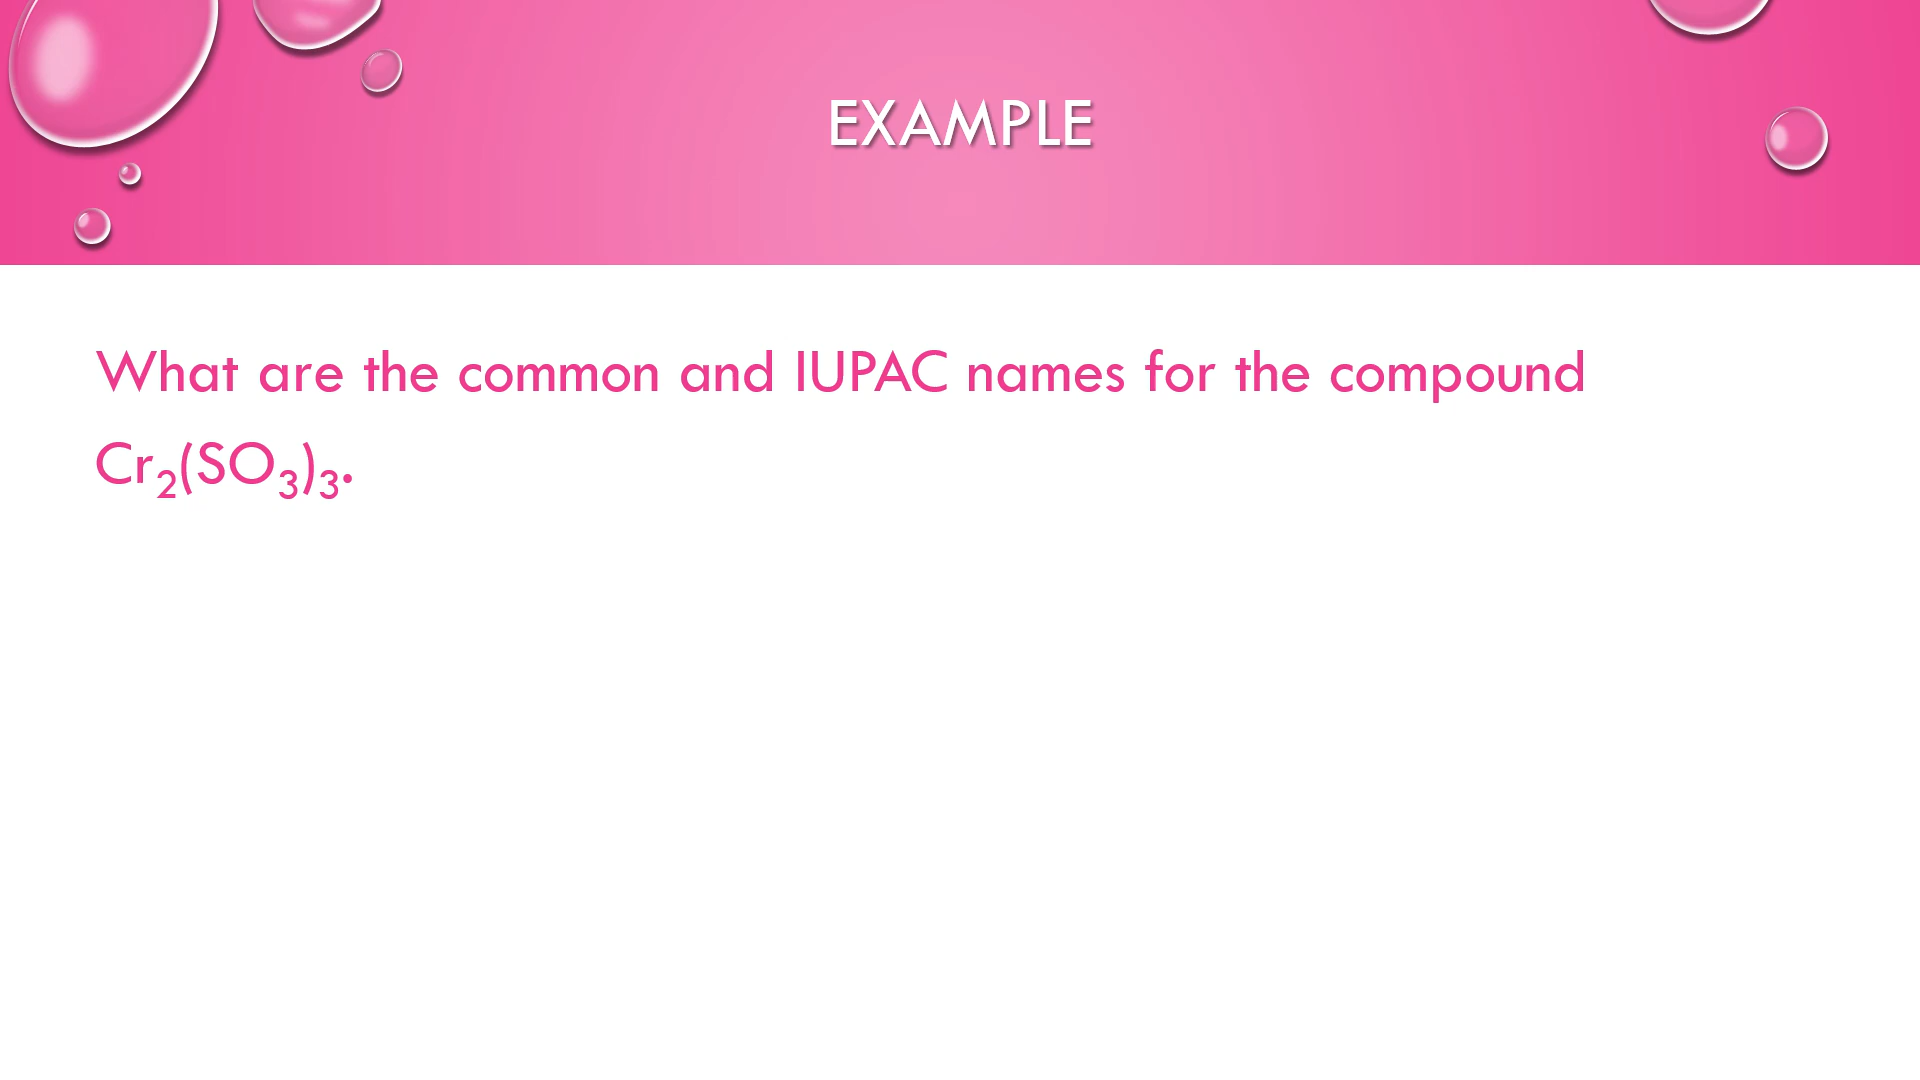 EXAMPLE
What are the common and IUPAC names for the compound
Cr₂(SO₃)₃.